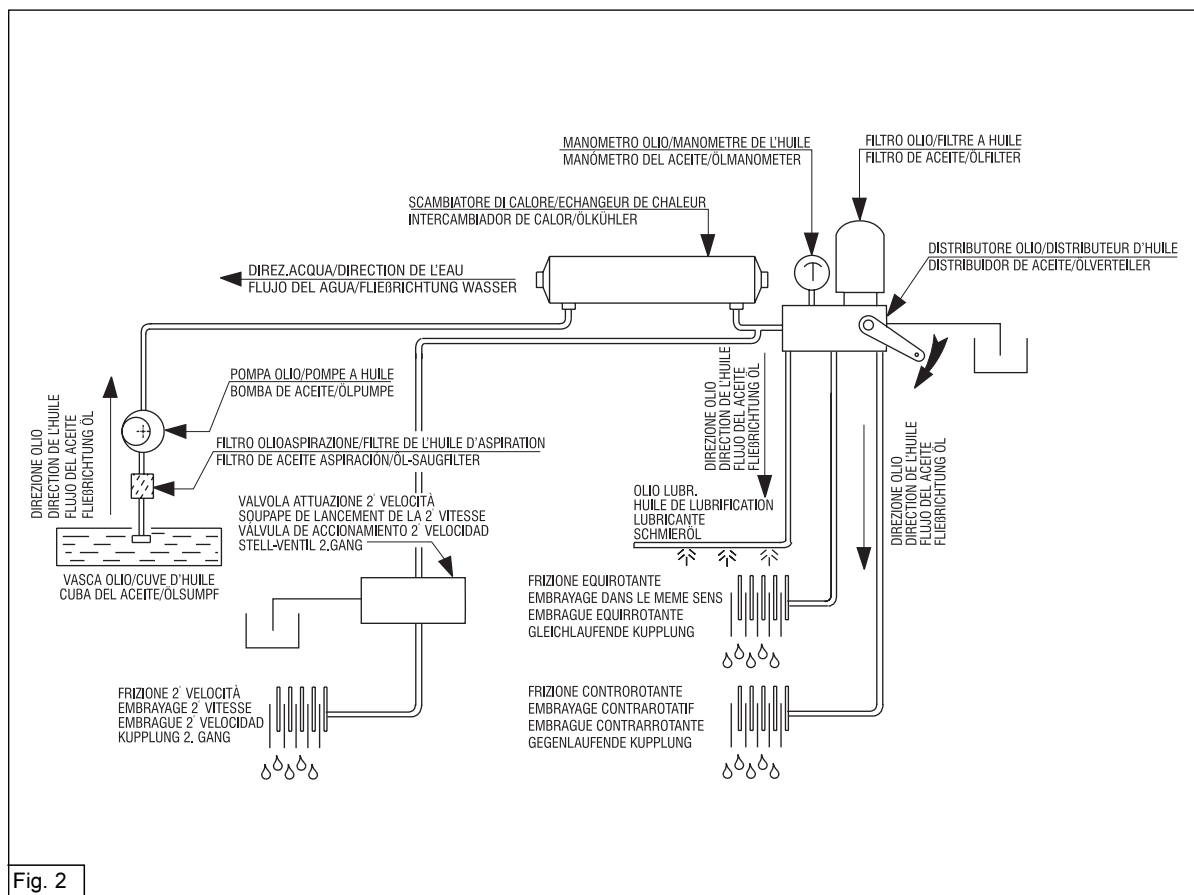 MANOMETRO OLIO/MANOMETRE DE L'HUILE
MANÓMETRO DEL ACEITE/ÖLMANOMETER
FILTRO OLIO/FILTRE A HUILE
FILTRO DE ACEITE/ÖLFILTER
SCAMBIATORE DI CALORE/ECHANGEUR DE CHALEUR
INTERCAMBIADOR DE CALOR/ÖLKÜHLER
DISTRIBUTORE OLIO/DISTRIBUTEUR D'HUILE
DISTRIBUIDOR DE ACEITE/ÖLVERTEILER
DIREZ.ACQUA/DIRECTION DE L'EAU
FLUJO DEL AGUA/FLIEßRICHTUNG WASSER
POMPA OLIO/POMPE A HUILE
BOMBA DE ACEITE/ÖLPUMPE
DIREZIONE OLIO
DIRECTION DE L'HUILE
FLUJO DEL ACEITE
FLIEßRICHTUNG ÖL
FILTRO OLIOASPIRAZIONE/FILTRE DE L'HUILE D'ASPIRATION
FILTRO DE ACEITE ASPIRACIÓN/ÖL-SAUGFILTER
DIREZIONE OLIO
DIRECTION DE L'HUILE
FLUJO DEL ACEITE
FLIEßRICHTUNG ÖL
DIREZIONE OLIO
DIRECTION DE L'HUILE
FLUJO DEL ACEITE
FLIEßRICHTUNG ÖL
VALVOLA ATTUAZIONE 2° VELOCITÀ
SOUPAPE DE LANCEMENT DE LA 2° VITESSE
VÁLVULA DE ACCIONAMIENTO 2° VELOCIDAD
STELL-VENTIL 2.GANG
OLIO LUBR.
HUILE DE LUBRIFICATION
LUBRICANTE
SCHMIERÖL
VASCA OLIO/CUVE D'HUILE
CUBA DEL ACEITE/ÖLSUMPF
FRIZIONE EQUIROTANTE
EMBRAYAGE DANS LE MEME SENS
EMBRAGUE EQUIRROTANTE
GLEICHLAUFENDE KUPPLUNG
FRIZIONE 2° VELOCITÀ
EMBRAYAGE 2° VITESSE
EMBRAGUE 2° VELOCIDAD
KUPPLUNG 2. GANG
FRIZIONE CONTROROTANTE
EMBRAYAGE CONTRAROTATIF
EMBRAGUE CONTRARROTANTE
GEGENLAUFENDE KUPPLUNG
Fig. 2